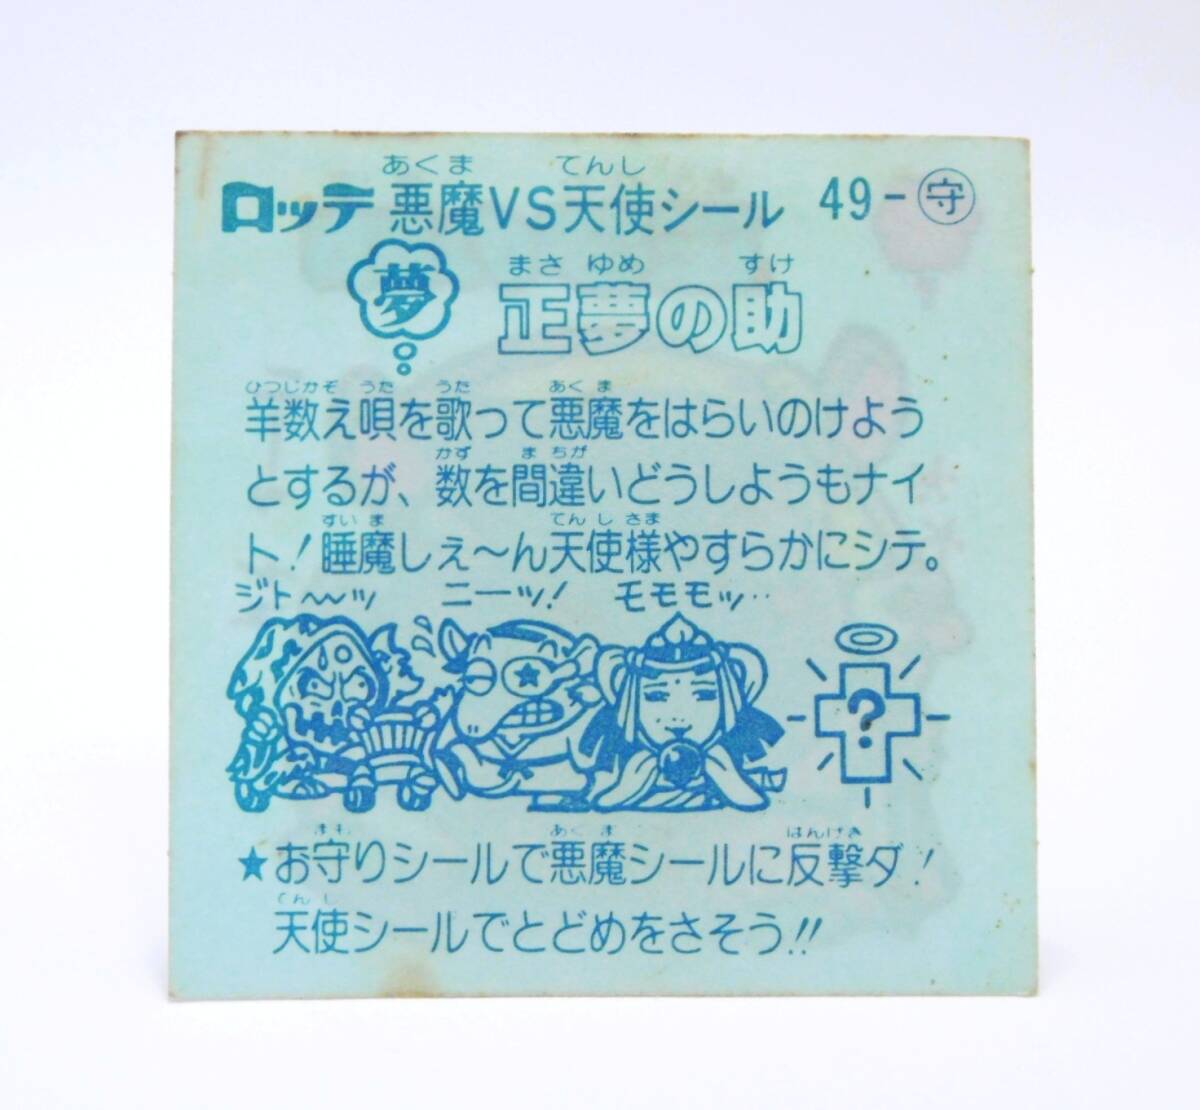 あくま てんし
ロッテ 悪魔VS天使シール 49-守
まさ ゆめ すけ
夢 正夢の助
ひつじかぞ うた うた あく ま
羊数え唄を歌って悪魔をはらいのけよう
かず ま ちが
とするが、数を間違いどうしようもナイ
すい ま てん し さま
ト!睡魔しぇ〜ん天使様やすらかにシテ。
ジト〜〜ッ ニーッ! モモモッ‥
?
まも あく ま はんげき
★お守りシールで悪魔シールに反撃ダ!
てん し
天使シールでとどめをさそう!!